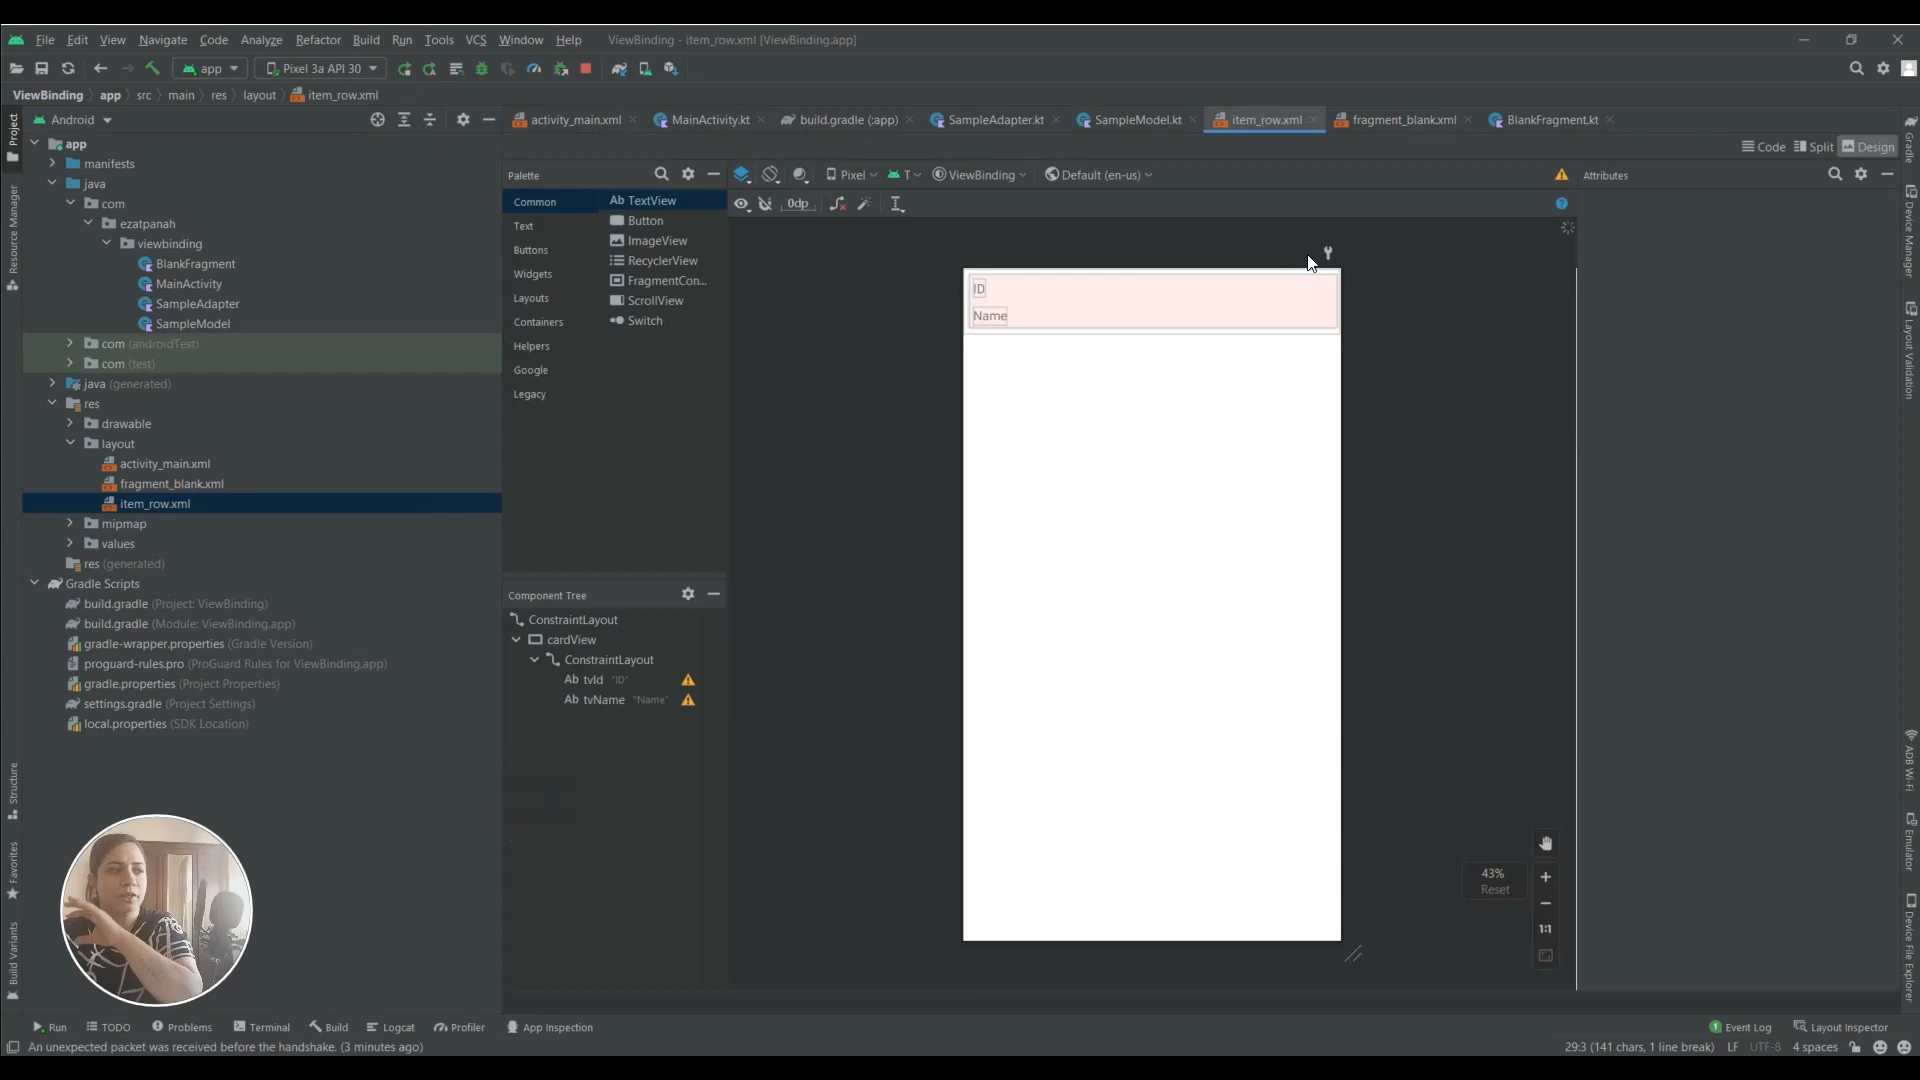 File Edit View Navigate Code Analyze Refactor Build Run Tools VCS Window Help ViewBinding - item_row.xml [ViewBinding.app]
app Pixel 3a API 30
ViewBinding app src main res layout item_row.xml
Project
Resource Manager
Structure
Favorites
Build Variants
Android
app
manifests
java
com
ezatpanah
viewbinding
BlankFragment
MainActivity
SampleAdapter
SampleModel
com (androidTest)
com (test)
java (generated)
res
drawable
layout
activity_main.xml
fragment_blank.xml
item_row.xml
mipmap
values
res (generated)
Gradle Scripts
build.gradle (Project: ViewBinding)
build.gradle (Module: ViewBinding.app)
gradle-wrapper.properties (Gradle Version)
proguard-rules.pro (ProGuard Rules for ViewBinding.app)
gradle.properties (Project Properties)
settings.gradle (Project Settings)
local.properties (SDK Location)
activity_main.xml MainActivity.kt build.gradle (:app) SampleAdapter.kt SampleModel.kt item_row.xml fragment_blank.xml BlankFragment.kt
Code Split Design
Palette
Common
Text
Buttons
Widgets
Layouts
Containers
Helpers
Google
Legacy
Ab TextView
Button
ImageView
RecyclerView
FragmentCon...
ScrollView
Switch
Pixel T ViewBinding Default (en-us)
0dp
Attributes
ID
Name
Component Tree
ConstraintLayout
cardView
ConstraintLayout
Ab tvId "ID"
Ab tvName "Name"
43%
Reset
1:1
Gradle
Device Manager
Layout Validation
ADB Wi-Fi
Emulator
Device File Explorer
Run TODO Problems Terminal Build Logcat Profiler App Inspection
1 Event Log Layout Inspector
An unexpected packet was received before the handshake. (3 minutes ago)
29:3 (141 chars, 1 line break) LF UTF-8 4 spaces